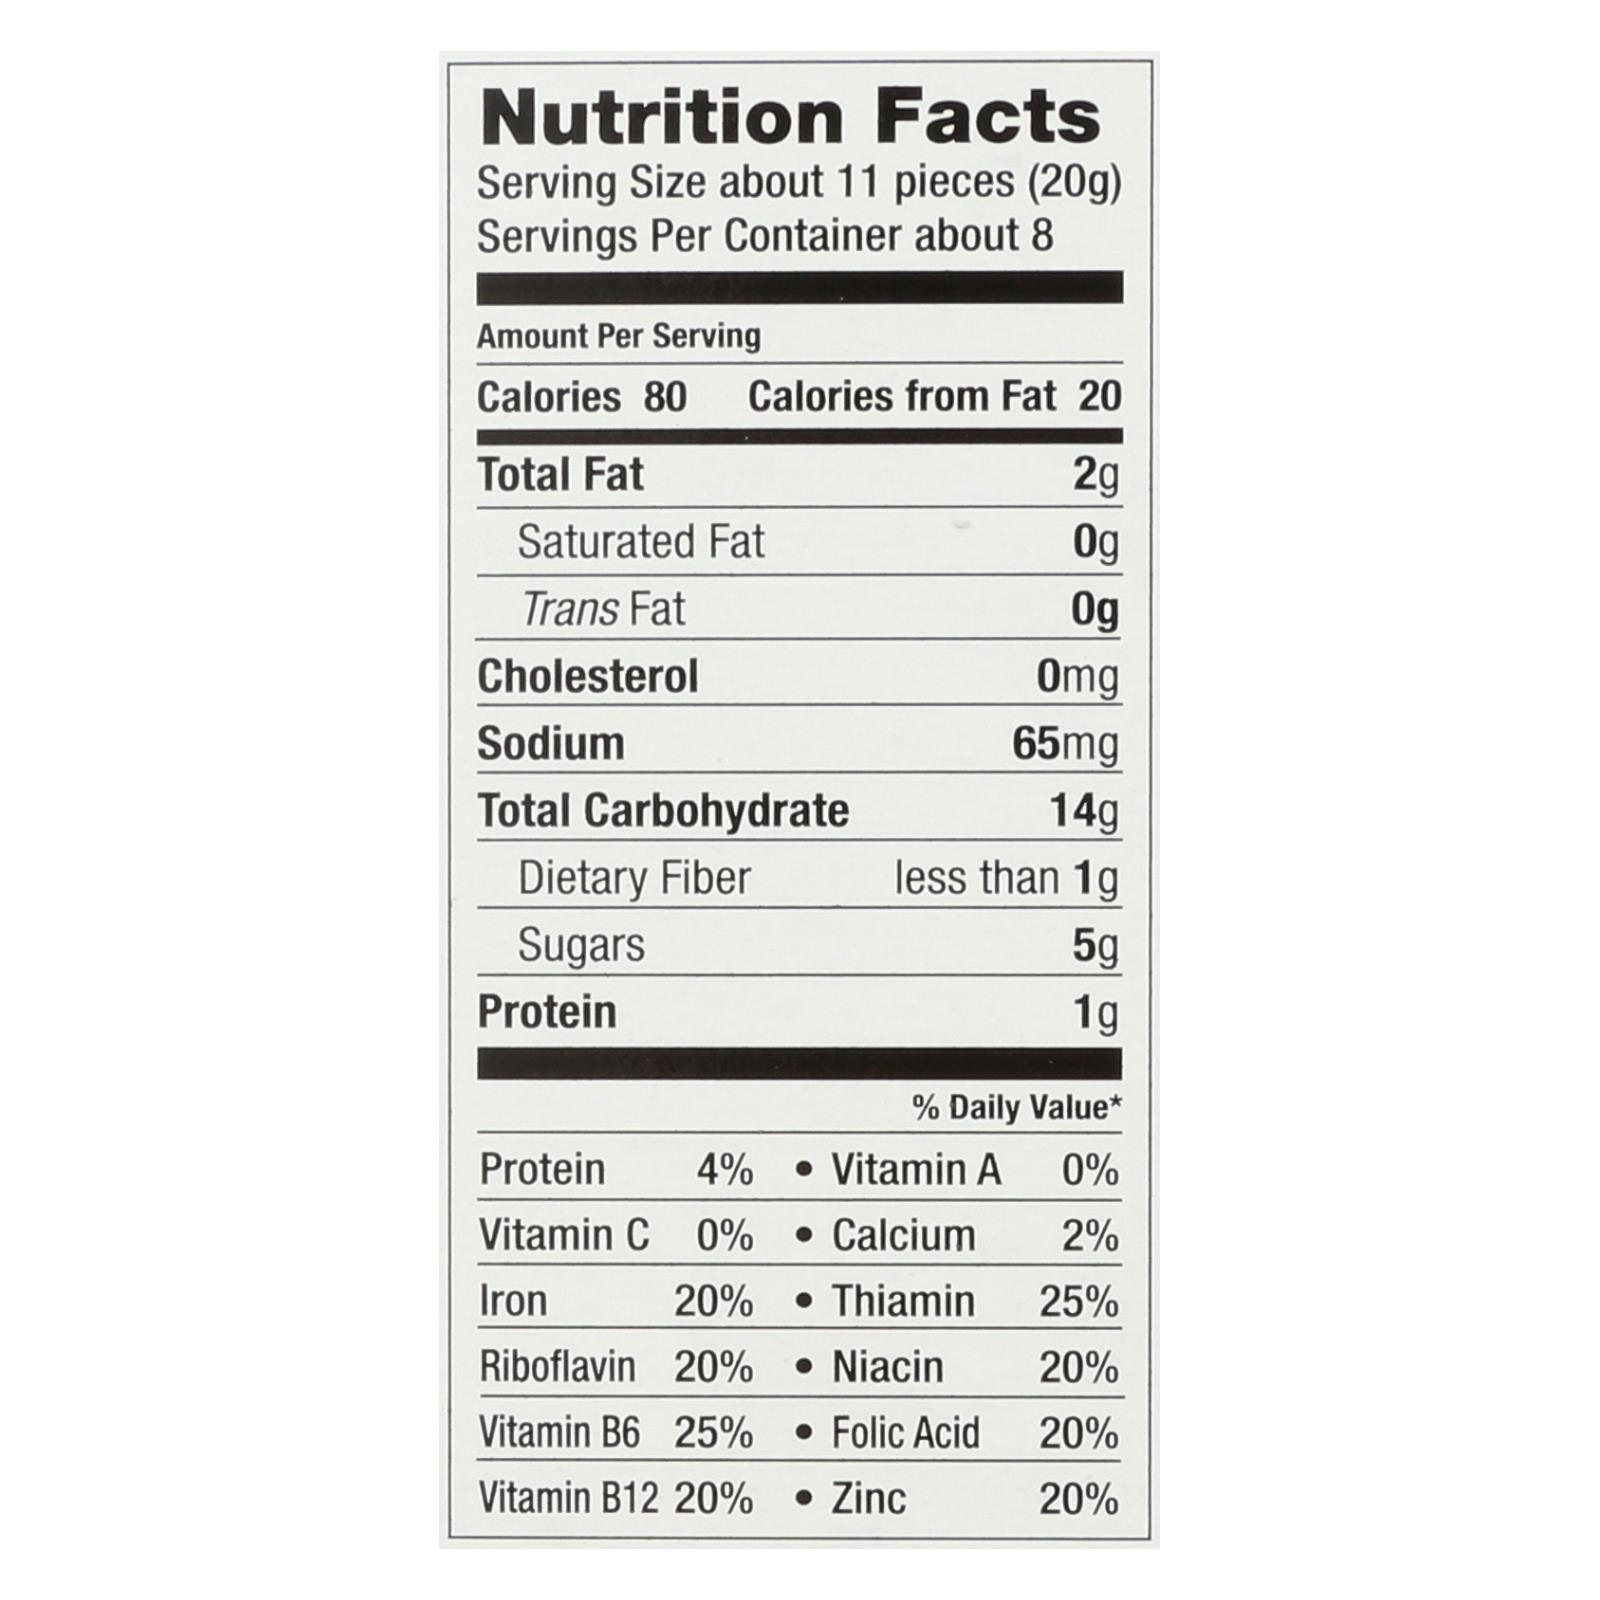 Nutrition Facts
Serving Size about 11 pieces (20g)
Servings Per Container about 8
Amount Per Serving
Calories 80 Calories from Fat 20
Total Fat 2g
Saturated Fat 0g
Trans Fat 0g
Cholesterol 0mg
Sodium 65mg
Total Carbohydrate 14g
Dietary Fiber less than 1g
Sugars 5g
Protein 1g
% Daily Value*
Protein 4% • Vitamin A 0%
Vitamin C 0% • Calcium 2%
Iron 20% • Thiamin 25%
Riboflavin 20% • Niacin 20%
Vitamin B6 25% • Folic Acid 20%
Vitamin B12 20% • Zinc 20%